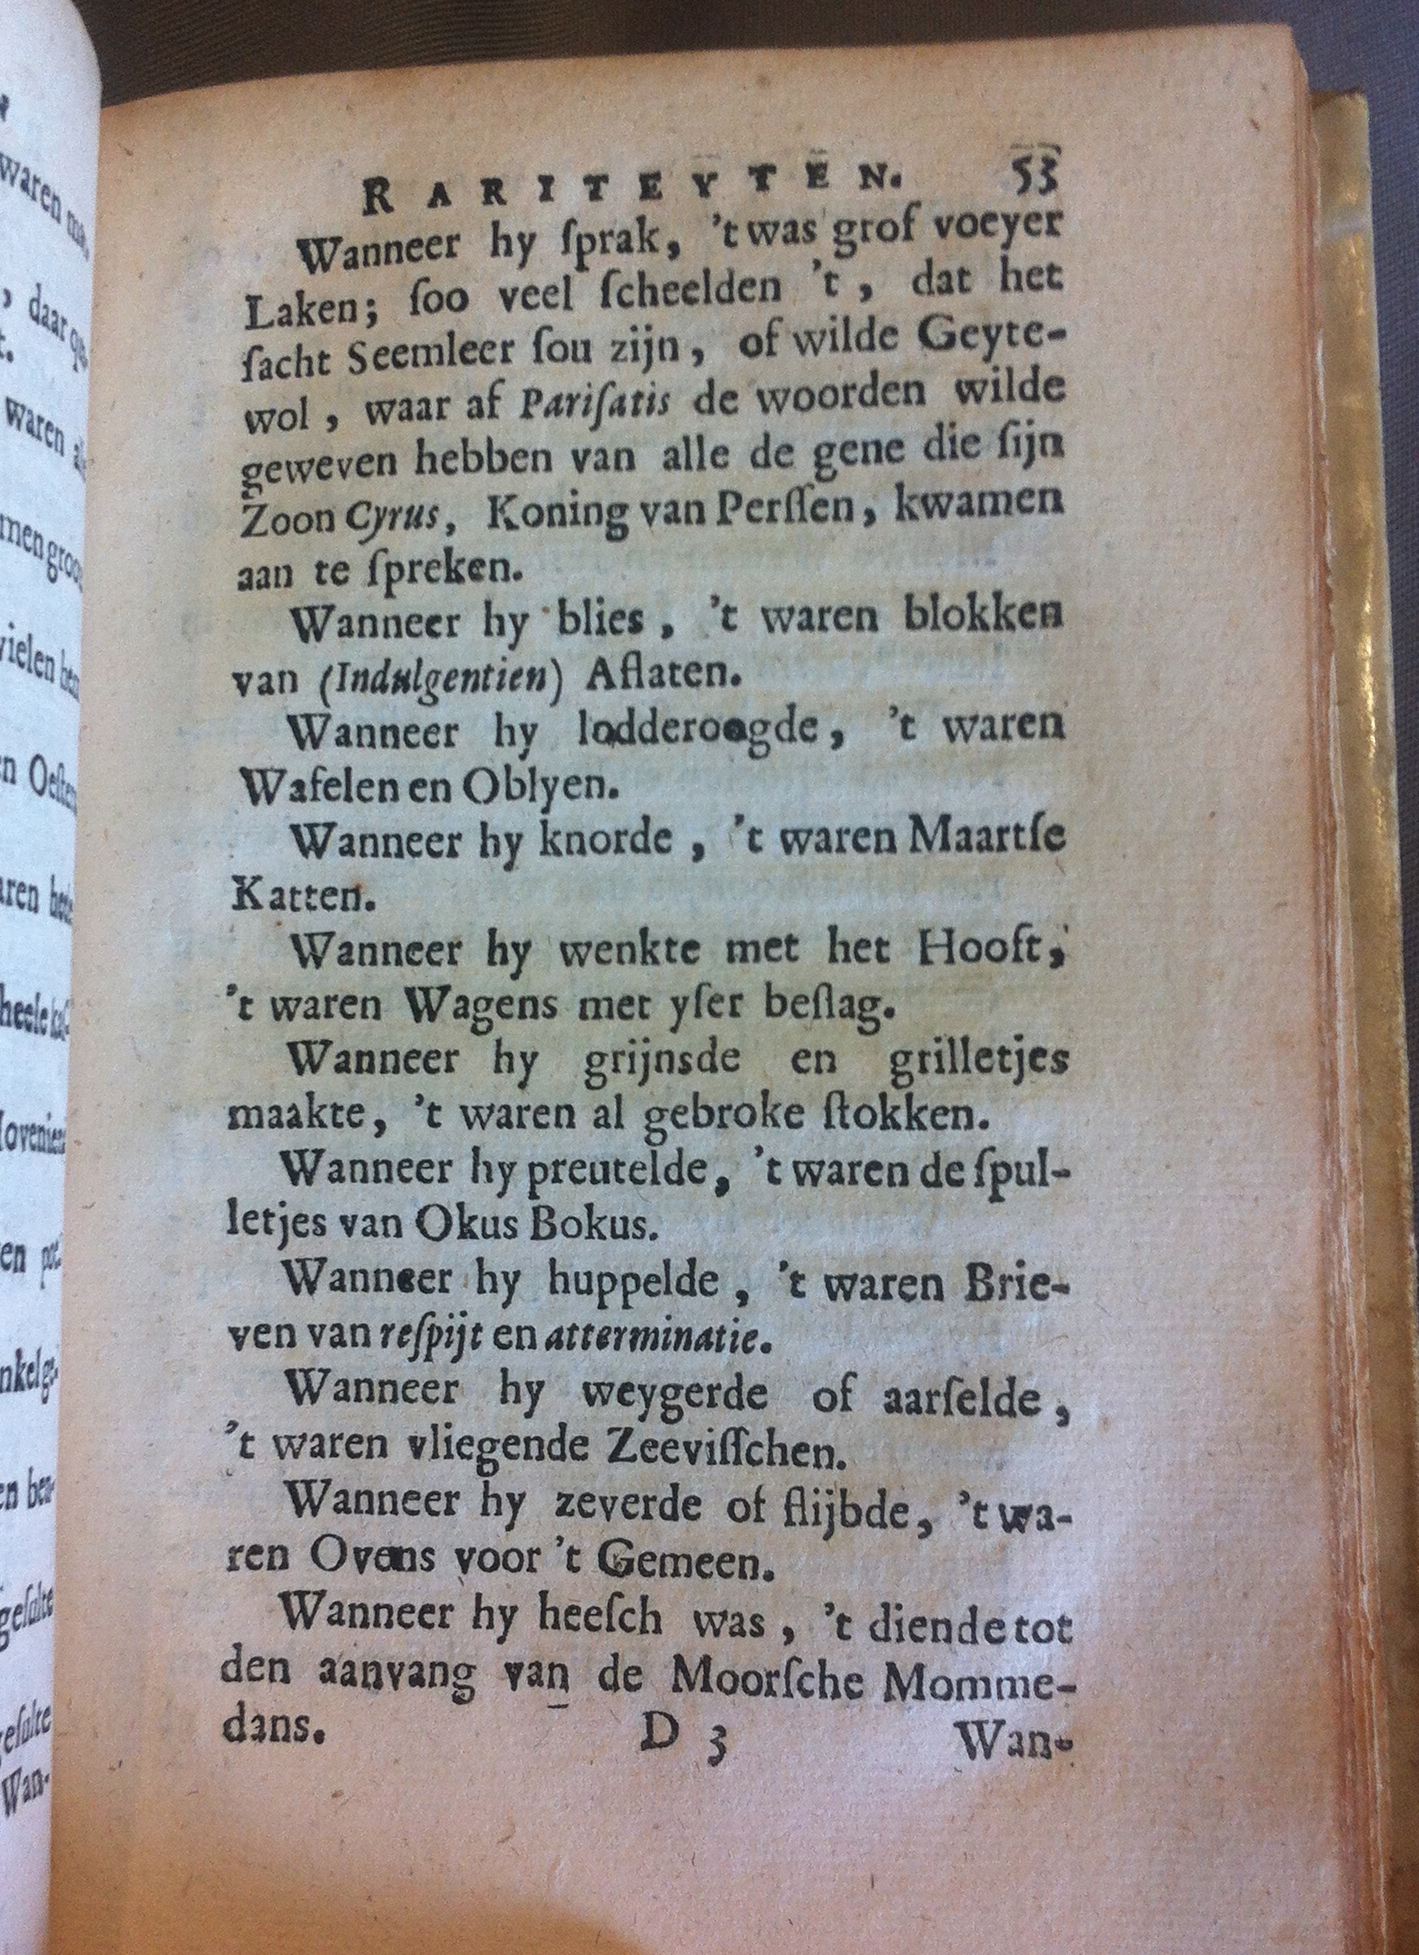 RARITEYTEN. 53
Wanneer hy ſprak, 't was grof voeyer
Laken; ſoo veel ſcheelden 't, dat het
ſacht Seemleer ſou zijn, of wilde Geyte-
wol, waar af Pariſatis de woorden wilde
geweven hebben van alle de gene die ſijn
Zoon Cyrus, Koning van Perſſen, kwamen
aan te ſpreken.
Wanneer hy blies, 't waren blokken
van (Indulgentien) Aflaten.
Wanneer hy lodderoogde, 't waren
Wafelen en Oblyen.
Wanneer hy knorde, 't waren Maartſe
Katten.
Wanneer hy wenkte met het Hooft,
't waren Wagens met yſer beſlag.
Wanneer hy grijnsde en grilletjes
maakte, 't waren al gebroke ſtokken.
Wanneer hy preutelde, 't waren de ſpul-
letjes van Okus Bokus.
Wanneer hy huppelde, 't waren Brie-
ven van reſpijt en atterminatie.
Wanneer hy weygerde of aarſelde,
't waren vliegende Zeeviſſchen.
Wanneer hy zeverde of ſlijbde, 't wa-
ren Ovens voor 't Gemeen.
Wanneer hy heeſch was, 't diende tot
den aanvang van de Moorſche Momme-
dans. D 3 Wan-
waren
, daar
waren
men
vielen
Wan-